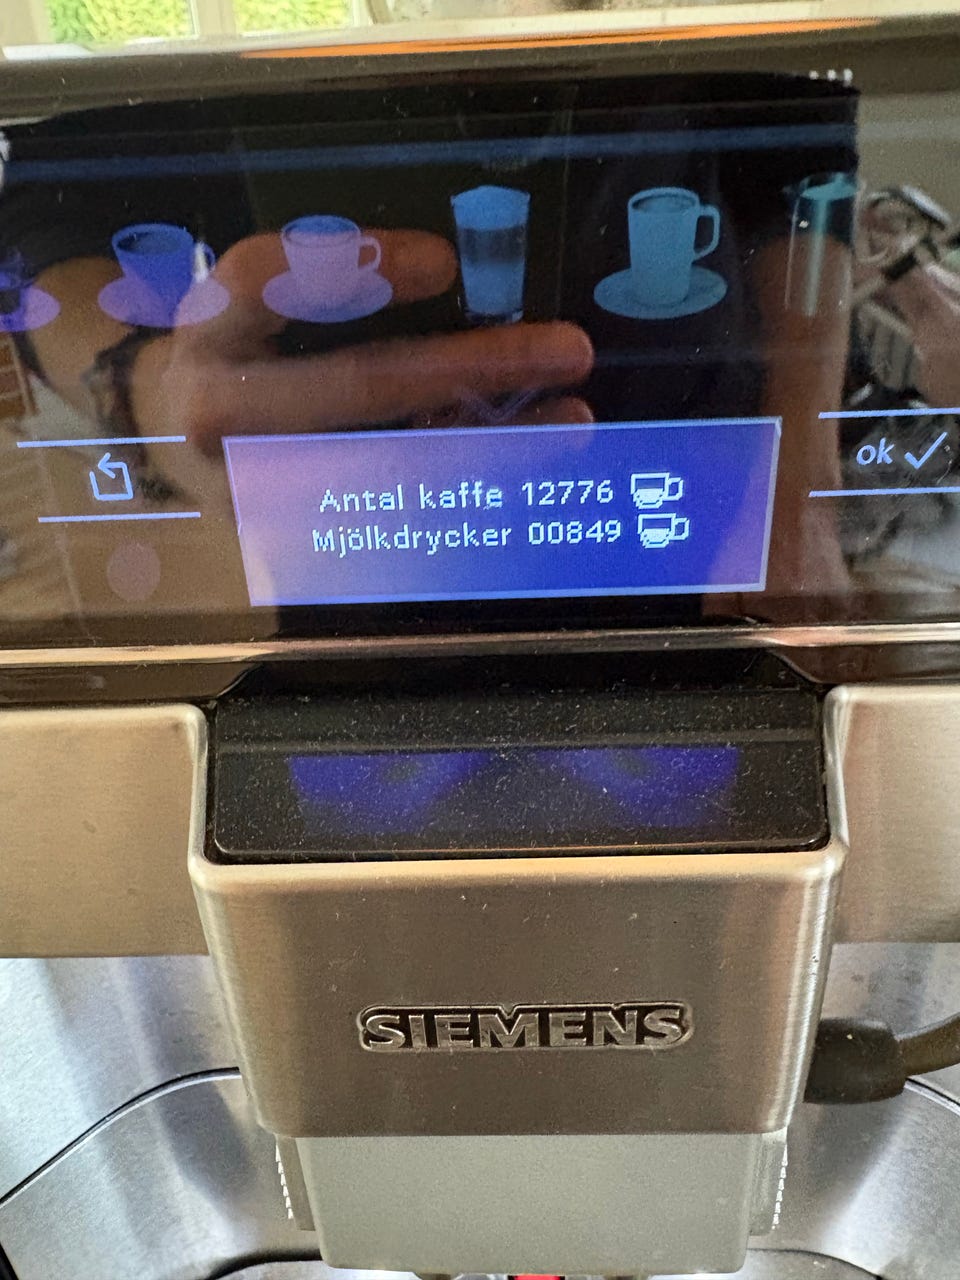 ok
Antal kaffe 12776
Mjölkdrycker 00849
SIEMENS